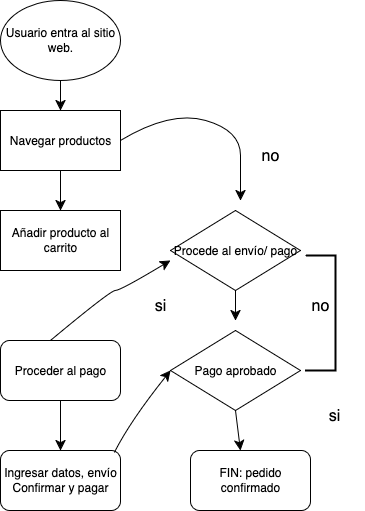 Usuario entra al sitio
web.
Navegar productos
no
Añadir producto al
carrito
Procede al envío/ pago
si
no
Proceder al pago
Pago aprobado
si
Ingresar datos, envío
Confirmar y pagar
FIN: pedido
confirmado